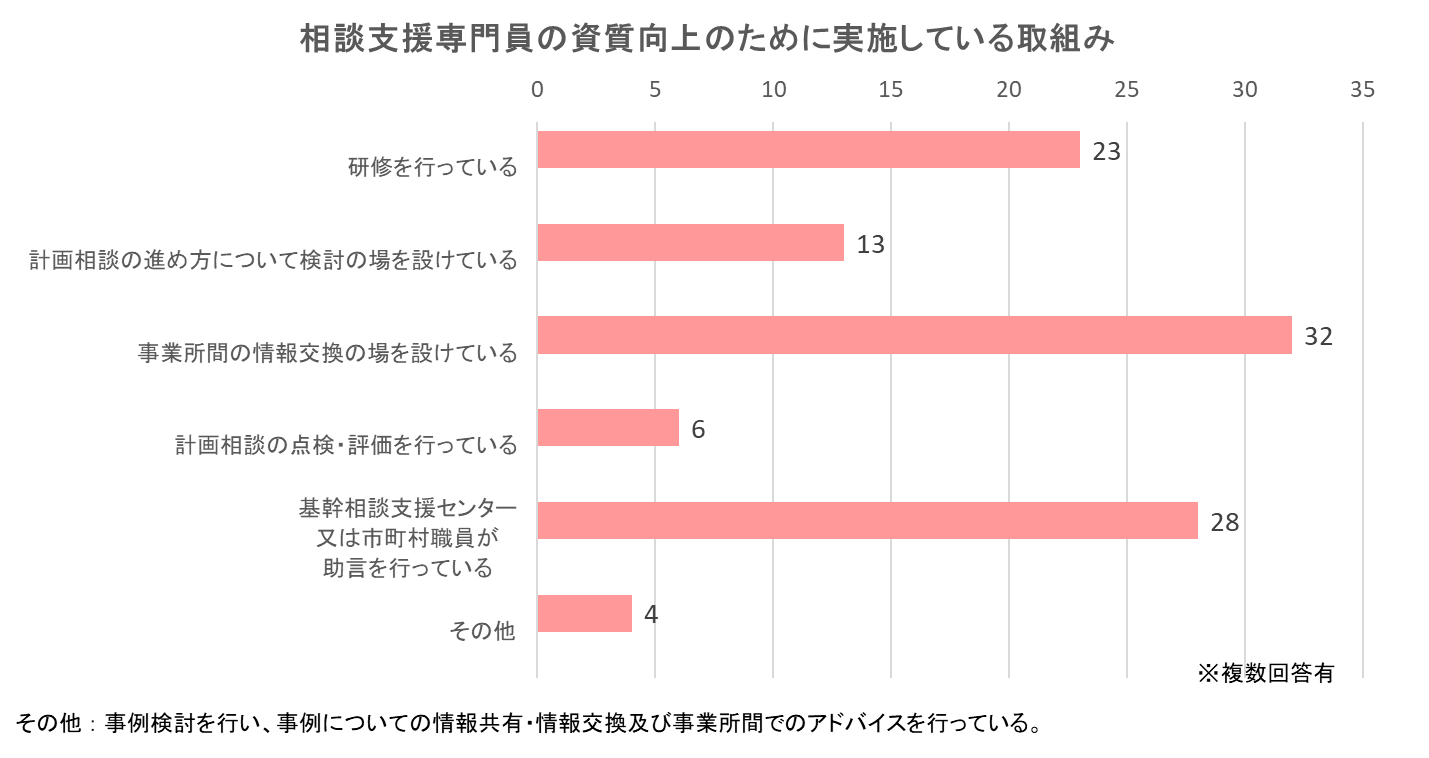 相談支援専門員の資質向上のために実施している取組み
0 5 10 15 20 25 30 35
研修を行っている 23
計画相談の進め方について検討の場を設けている 13
事業所間の情報交換の場を設けている 32
計画相談の点検・評価を行っている 6
基幹相談支援センター
又は市町村職員が 28
助言を行っている
その他 4
※複数回答有
その他：事例検討を行い、事例についての情報共有・情報交換及び事業所間でのアドバイスを行っている。